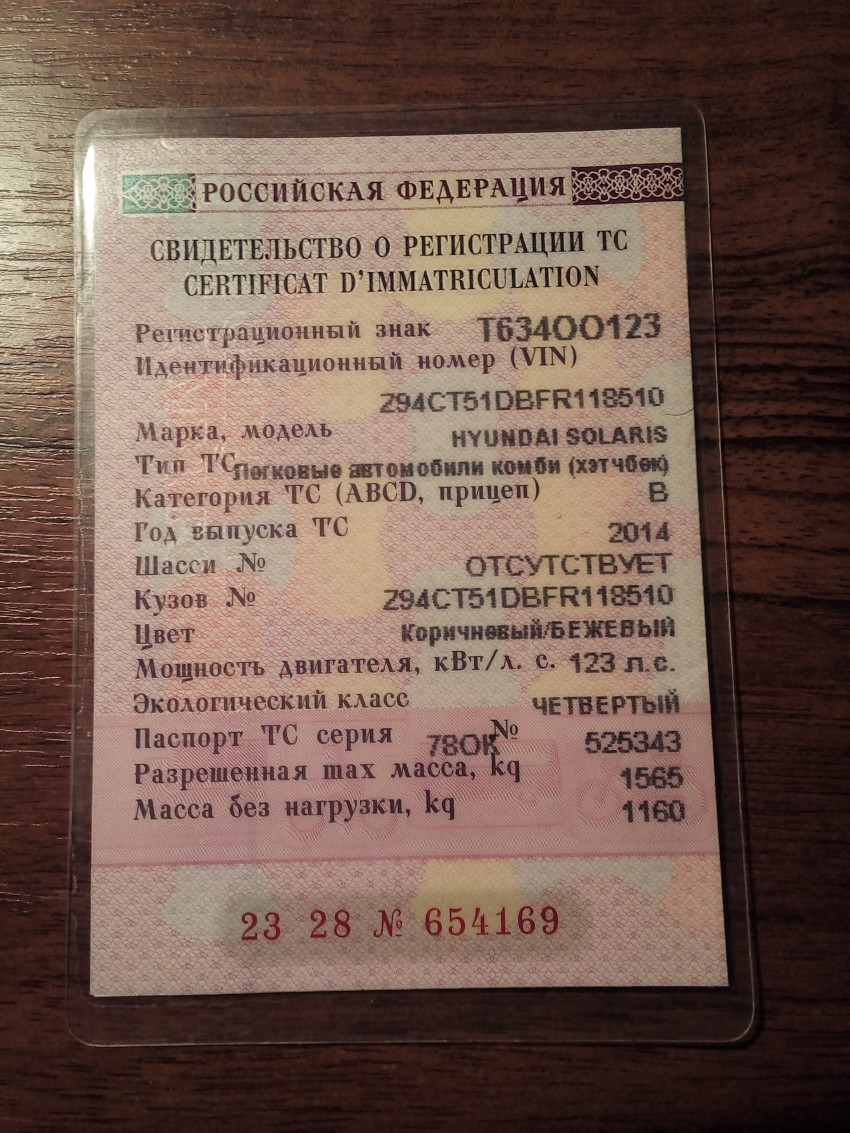 РОССИЙСКАЯ ФЕДЕРАЦИЯ
СВИДЕТЕЛЬСТВО О РЕГИСТРАЦИИ ТС
CERTIFICAT D'IMMATRICULATION
Регистрационный знак Т634ОО123
Идентификационный номер (VIN)
Z94CT51DBFR118510
Марка, модель HYUNDAI SOLARIS
Тип ТС Легковые автомобили комби (хэтчбек)
Категория ТС (ABCD, прицеп) B
Год выпуска ТС 2014
Шасси № ОТСУТСТВУЕТ
Кузов № Z94CT51DBFR118510
Цвет Коричневый/БЕЖЕВЫЙ
Мощность двигателя, кВт/л. с. 123 л.с.
Экологический класс ЧЕТВЕРТЫЙ
Паспорт ТС серия 78ОК № 525343
Разрешенная max масса, kq 1565
Масса без нагрузки, kq 1160
23 28 № 654169